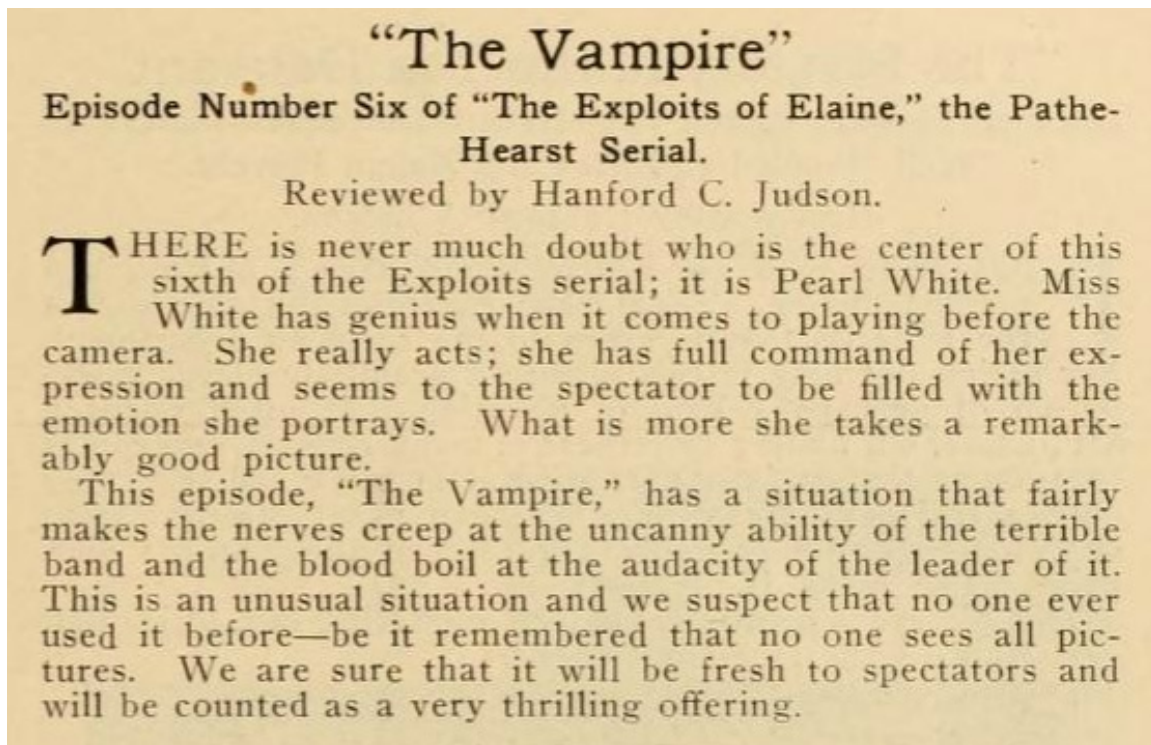 “The Vampire”
Episode Number Six of “The Exploits of Elaine,” the Pathe-
Hearst Serial.
Reviewed by Hanford C. Judson.
THERE is never much doubt who is the center of this
sixth of the Exploits serial; it is Pearl White. Miss
White has genius when it comes to playing before the
camera. She really acts; she has full command of her ex-
pression and seems to the spectator to be filled with the
emotion she portrays. What is more she takes a remark-
ably good picture.
This episode, “The Vampire,” has a situation that fairly
makes the nerves creep at the uncanny ability of the terrible
band and the blood boil at the audacity of the leader of it.
This is an unusual situation and we suspect that no one ever
used it before—be it remembered that no one sees all pic-
tures. We are sure that it will be fresh to spectators and
will be counted as a very thrilling offering.